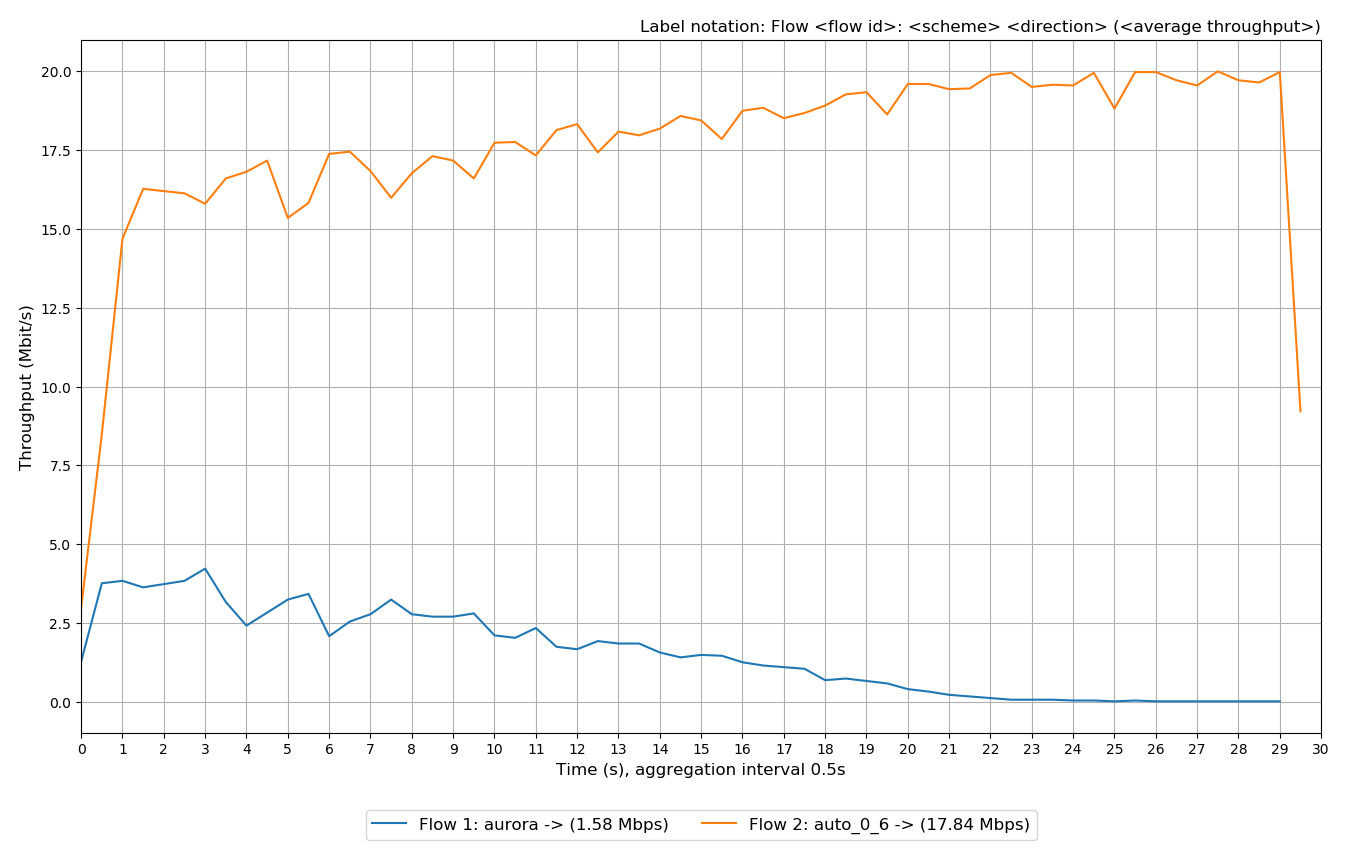 Label notation: Flow <flow id>: <scheme> <direction> (<average throughput>)
20.0
17.5
15.0
12.5
10.0
7.5
5.0
2.5
0.0
Throughput (Mbit/s)
0 1 2 3 4 5 6 7 8 9 10 11 12 13 14 15 16 17 18 19 20 21 22 23 24 25 26 27 28 29 30
Time (s), aggregation interval 0.5s
Flow 1: aurora -> (1.58 Mbps) Flow 2: auto_0_6 -> (17.84 Mbps)